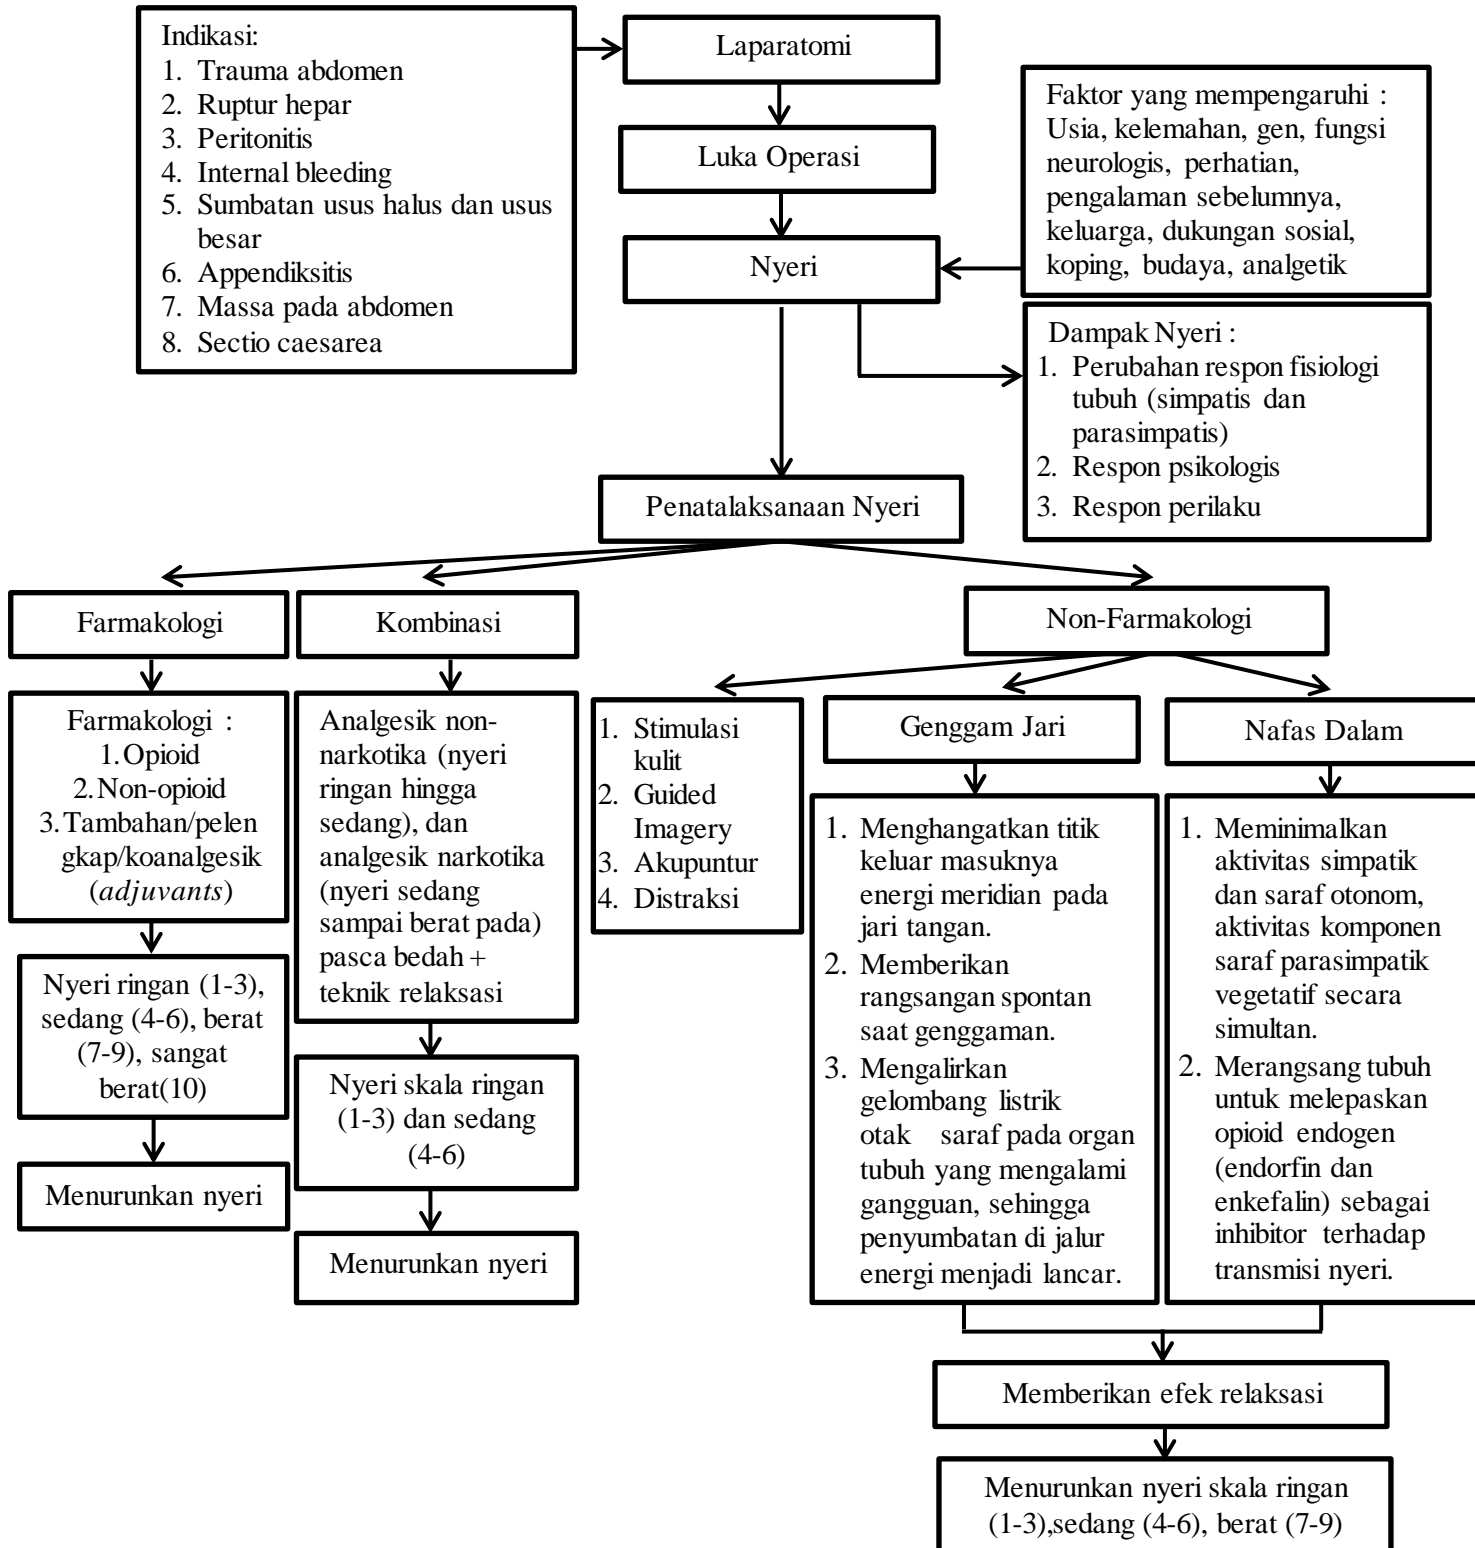 Indikasi:
1. Trauma abdomen
2. Ruptur hepar
3. Peritonitis
4. Internal bleeding
5. Sumbatan usus halus dan usus
besar
6. Appendiksitis
7. Massa pada abdomen
8. Sectio caesarea
Laparatomi
Luka Operasi
Nyeri
Faktor yang mempengaruhi :
Usia, kelemahan, gen, fungsi
neurologis, perhatian,
pengalaman sebelumnya,
keluarga, dukungan sosial,
koping, budaya, analgetik
Dampak Nyeri :
1. Perubahan respon fisiologi
tubuh (simpatis dan
parasimpatis)
2. Respon psikologis
3. Respon perilaku
Penatalaksanaan Nyeri
Farmakologi
Kombinasi
Non-Farmakologi
Farmakologi :
1. Opioid
2. Non-opioid
3. Tambahan/pelen
gkap/koanalgesik
(adjuvants)
Nyeri ringan (1-3),
sedang (4-6), berat
(7-9), sangat
berat(10)
Menurunkan nyeri
Analgesik non-
narkotika (nyeri
ringan hingga
sedang), dan
analgesik narkotika
(nyeri sedang
sampai berat pada)
pasca bedah +
teknik relaksasi
Nyeri skala ringan
(1-3) dan sedang
(4-6)
Menurunkan nyeri
1. Stimulasi
kulit
2. Guided
Imagery
3. Akupuntur
4. Distraksi
Genggam Jari
1. Menghangatkan titik
keluar masuknya
energi meridian pada
jari tangan.
2. Memberikan
rangsangan spontan
saat genggaman.
3. Mengalirkan
gelombang listrik
otak saraf pada organ
tubuh yang mengalami
gangguan, sehingga
penyumbatan di jalur
energi menjadi lancar.
Nafas Dalam
1. Meminimalkan
aktivitas simpatik
dan saraf otonom,
aktivitas komponen
saraf parasimpatik
vegetatif secara
simultan.
2. Merangsang tubuh
untuk melepaskan
opioid endogen
(endorfin dan
enkefalin) sebagai
inhibitor terhadap
transmisi nyeri.
Memberikan efek relaksasi
Menurunkan nyeri skala ringan
(1-3),sedang (4-6), berat (7-9)